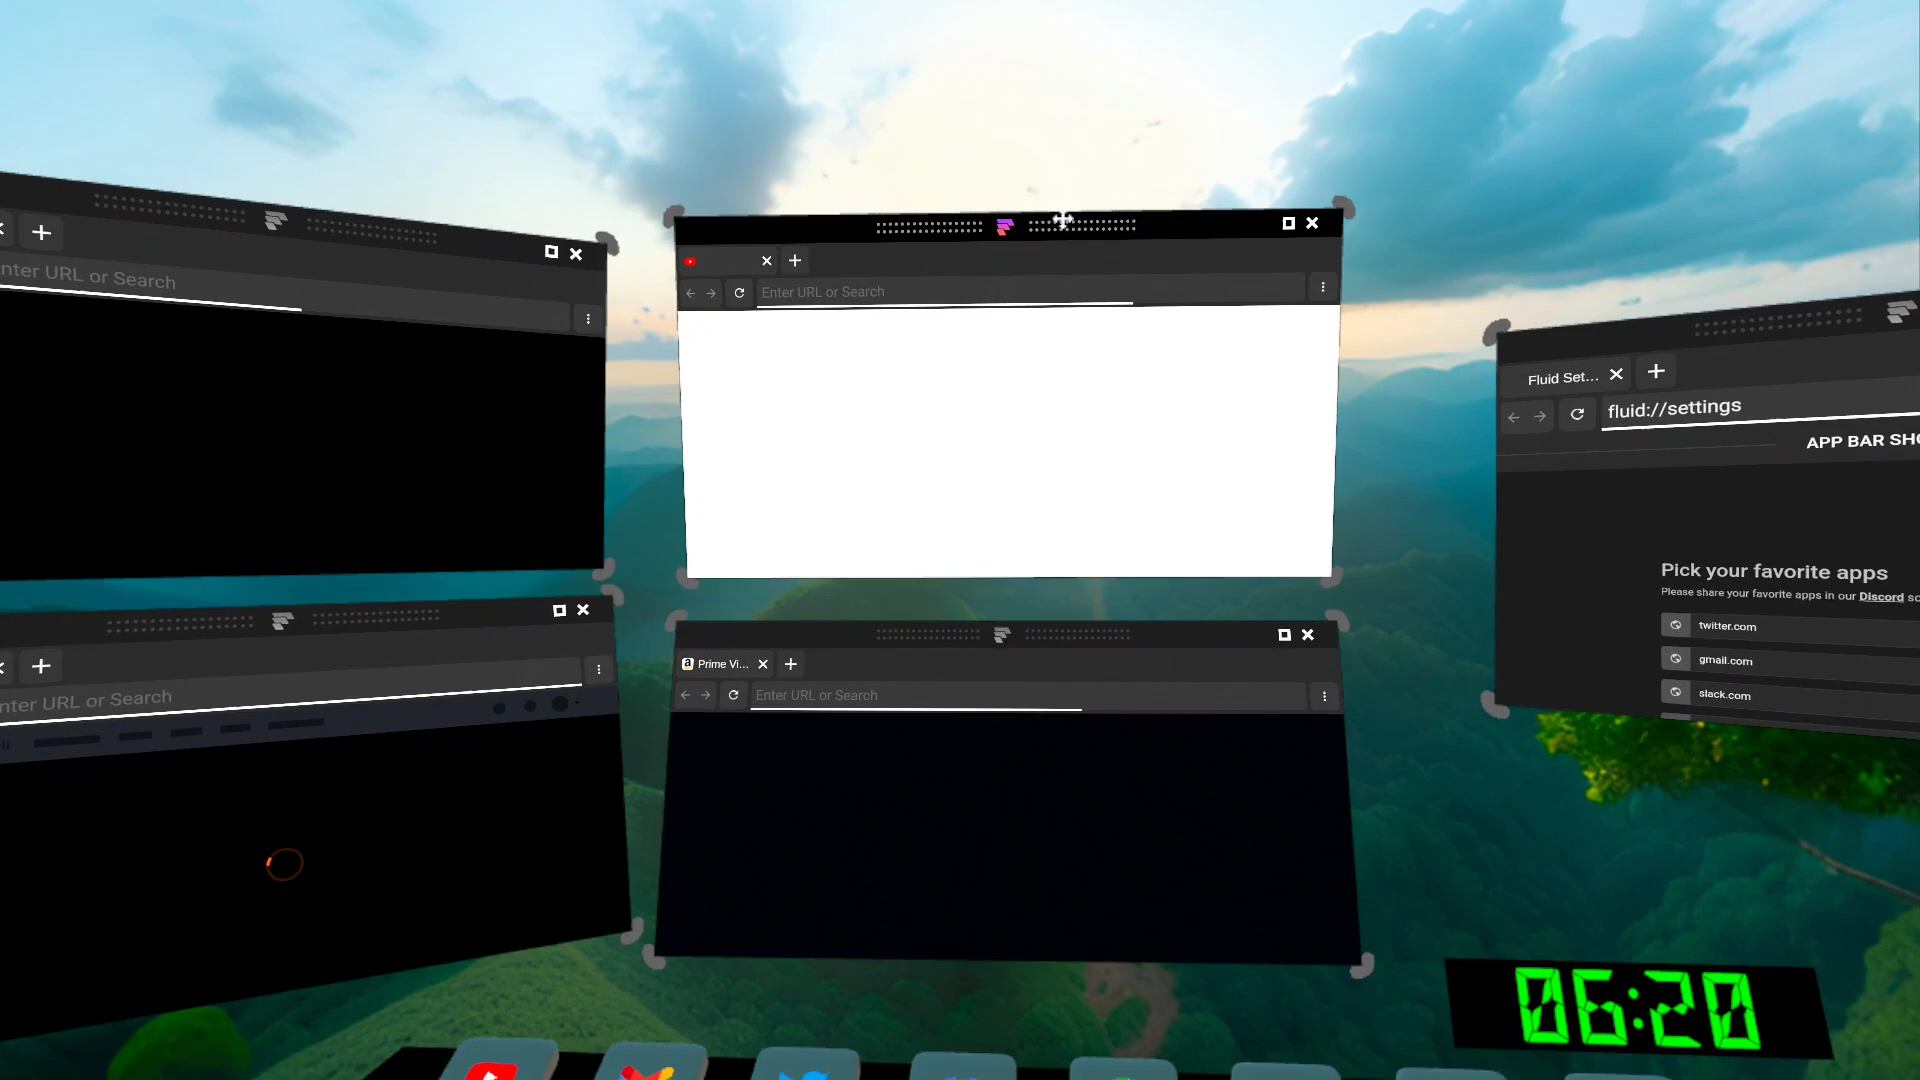 nter URL or Search
Enter URL or Search
Fluid Set...
fluid://settings
APP BAR SHO
Pick your favorite apps
Please share your favorite apps in our Discord sc
twitter.com
gmail.com
slack.com
nter URL or Search
Prime Vi...
Enter URL or Search
06:20